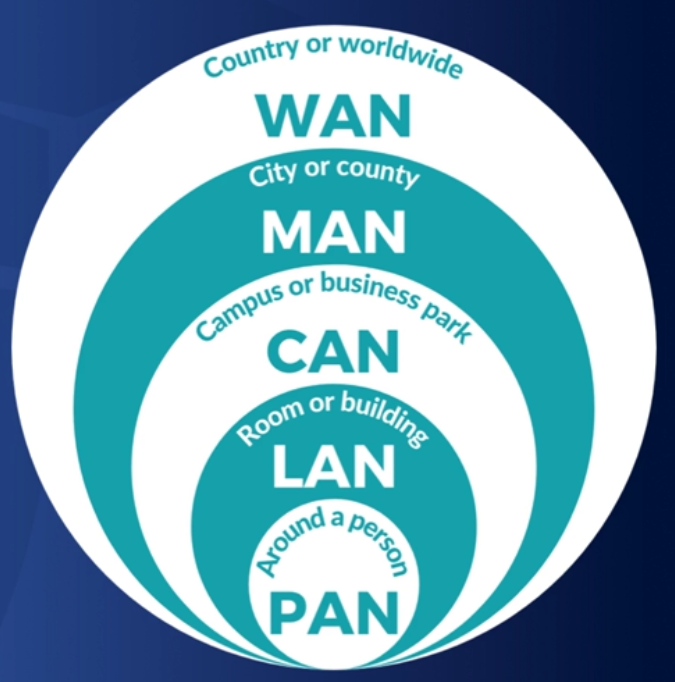 Country or worldwide
WAN
City or county
MAN
Campus or business park
CAN
Room or building
LAN
Around a person
PAN